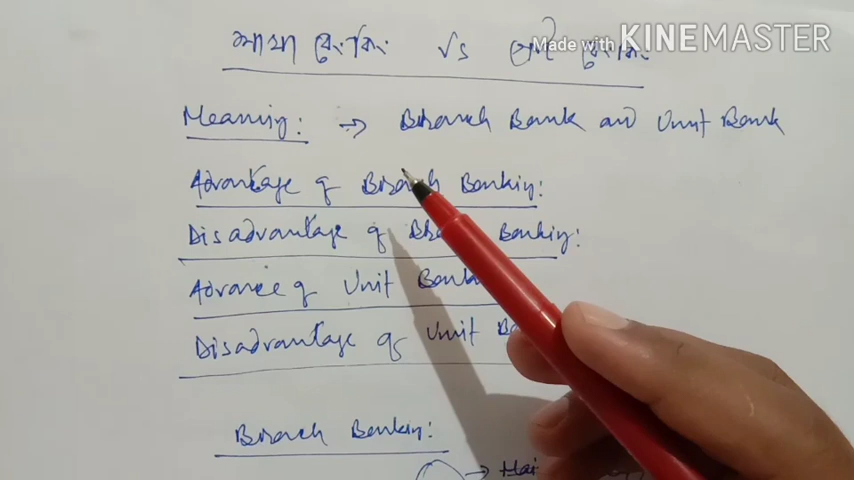 শাখা বেংকিং Vs বেংকিং
Made with KINEMASTER
Meaning: → Branch Bank and Unit Bank
Advantage of Branch Banking:
Disadvantage of Banking:
Advance of Unit
Disadvantage of Unit
Branch Banking:
→